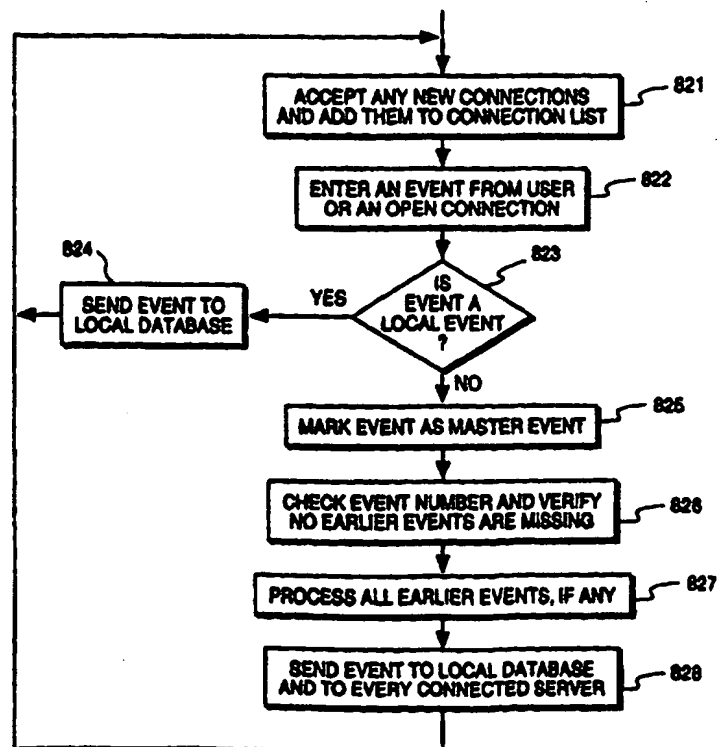 ACCEPT ANY NEW CONNECTIONS
AND ADD THEM TO CONNECTION LIST
821
ENTER AN EVENT FROM USER
OR AN OPEN CONNECTION
822
823
IS
EVENT A
LOCAL EVENT
?
YES
824
SEND EVENT TO
LOCAL DATABASE
NO
MARK EVENT AS MASTER EVENT
825
CHECK EVENT NUMBER AND VERIFY
NO EARLIER EVENTS ARE MISSING
826
PROCESS ALL EARLIER EVENTS, IF ANY
827
SEND EVENT TO LOCAL DATABASE
AND TO EVERY CONNECTED SERVER
828